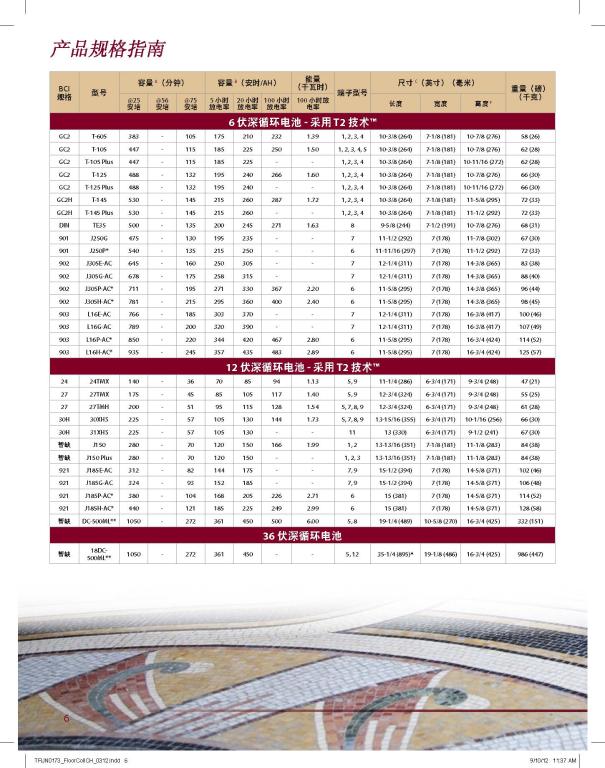 产品规格指南
BCI 规格 型号 容量 A（分钟） 容量 B（安时/AH） 能量（千瓦时） 端子型号 尺寸 C（英寸）（毫米） 重量（磅）（千克）
@25 安培 @56 安培 @75 安培 5 小时放电率 20 小时放电率 100 小时放电率 100 小时放电率 长度 宽度 高度 F
6 伏深循环电池 - 采用 T2 技术™
GC2 T-605 383 - 105 175 210 232 1.39 1, 2, 3, 4 10-3/8 (264) 7-1/8 (181) 10-7/8 (276) 58 (26)
GC2 T-105 447 - 115 185 225 250 1.50 1, 2, 3, 4, 5 10-3/8 (264) 7-1/8 (181) 10-7/8 (276) 62 (28)
GC2 T-105 Plus 447 - 115 185 225 - - 1, 2, 3, 4 10-3/8 (264) 7-1/8 (181) 10-11/16 (272) 62 (28)
GC2 T-125 488 - 132 195 240 266 1.60 1, 2, 3, 4 10-3/8 (264) 7-1/8 (181) 10-7/8 (276) 66 (30)
GC2 T-125 Plus 488 - 132 195 240 - - 1, 2, 3, 4 10-3/8 (264) 7-1/8 (181) 10-11/16 (272) 66 (30)
GC2H T-145 530 - 145 215 260 287 1.72 1, 2, 3, 4 10-3/8 (264) 7-1/8 (181) 11-5/8 (295) 72 (33)
GC2H T-145 Plus 530 - 145 215 260 - - 1, 2, 3, 4 10-3/8 (264) 7-1/8 (181) 11-1/2 (292) 72 (33)
DIN TE35 500 - 135 200 245 271 1.63 8 9-5/8 (244) 7-1/2 (191) 10-7/8 (276) 68 (31)
901 J250G 475 - 130 195 235 - - 7 11-1/2 (292) 7 (178) 11-7/8 (302) 67 (30)
901 J250P* 540 - 135 215 250 - - 6 11-11/16 (297) 7 (178) 11-1/2 (292) 72 (33)
902 J305E-AC 645 - 160 250 305 - - 7 12-1/4 (311) 7 (178) 14-3/8 (365) 83 (38)
902 J305G-AC 678 - 175 258 315 - - 7 12-1/4 (311) 7 (178) 14-3/8 (365) 88 (40)
902 J305P-AC* 711 - 195 271 330 367 2.20 6 11-5/8 (295) 7 (178) 14-3/8 (365) 96 (44)
902 J305H-AC* 781 - 215 295 360 400 2.40 6 11-5/8 (295) 7 (178) 14-3/8 (365) 98 (45)
903 L16E-AC 766 - 185 303 370 - - 7 12-1/4 (311) 7 (178) 16-3/8 (417) 100 (46)
903 L16G-AC 789 - 200 320 390 - - 7 12-1/4 (311) 7 (178) 16-3/8 (417) 107 (49)
903 L16P-AC* 850 - 220 344 420 467 2.80 6 11-5/8 (295) 7 (178) 16-3/4 (424) 114 (52)
903 L16H-AC* 935 - 245 357 435 483 2.89 6 11-5/8 (295) 7 (178) 16-3/4 (424) 125 (57)
12 伏深循环电池 - 采用 T2 技术™
24 24TMX 140 - 36 70 85 94 1.13 5, 9 11-1/4 (286) 6-3/4 (171) 9-3/4 (248) 47 (21)
27 27TMX 175 - 45 85 105 117 1.40 5, 9 12-3/4 (324) 6-3/4 (171) 9-3/4 (248) 55 (25)
27 27TMH 200 - 51 95 115 128 1.54 5, 7, 8, 9 12-3/4 (324) 6-3/4 (171) 9-3/4 (248) 61 (28)
30H 30XHS 225 - 57 105 130 144 1.73 5, 7, 8, 9 13-15/16 (355) 6-3/4 (171) 10-1/16 (256) 66 (30)
30H 31XHS 225 - 57 105 130 - - 11 13 (330) 6-3/4 (171) 9-1/2 (241) 67 (30)
暂缺 J150 280 - 70 120 150 166 1.99 1, 2 13-13/16 (351) 7-1/8 (181) 11-1/8 (283) 84 (38)
暂缺 J150 Plus 280 - 70 120 150 - - 1, 2, 3 13-13/16 (351) 7-1/8 (181) 11-1/8 (283) 84 (38)
921 J185E-AC 312 - 82 144 175 - - 7, 9 15-1/2 (394) 7 (178) 14-5/8 (371) 102 (46)
921 J185G-AC 324 - 93 152 185 - - 7, 9 15-1/2 (394) 7 (178) 14-5/8 (371) 106 (48)
921 J185P-AC* 380 - 104 168 205 226 2.71 6 15 (381) 7 (178) 14-5/8 (371) 114 (52)
921 J185H-AC* 440 - 121 185 225 249 2.99 6 15 (381) 7 (178) 14-5/8 (371) 128 (58)
暂缺 DC-500ML** 1050 - 272 361 450 500 6.00 5, 8 19-1/4 (489) 10-5/8 (270) 16-3/4 (425) 332 (151)
36 伏深循环电池
暂缺 18DC-500ML** 1050 - 272 361 450 - - 5, 12 35-1/4 (895)^ 19-1/8 (486) 16-3/4 (425) 986 (447)
6
TRJN0173_FloorCollCH_0312.indd 6 9/10/12 11:37 AM